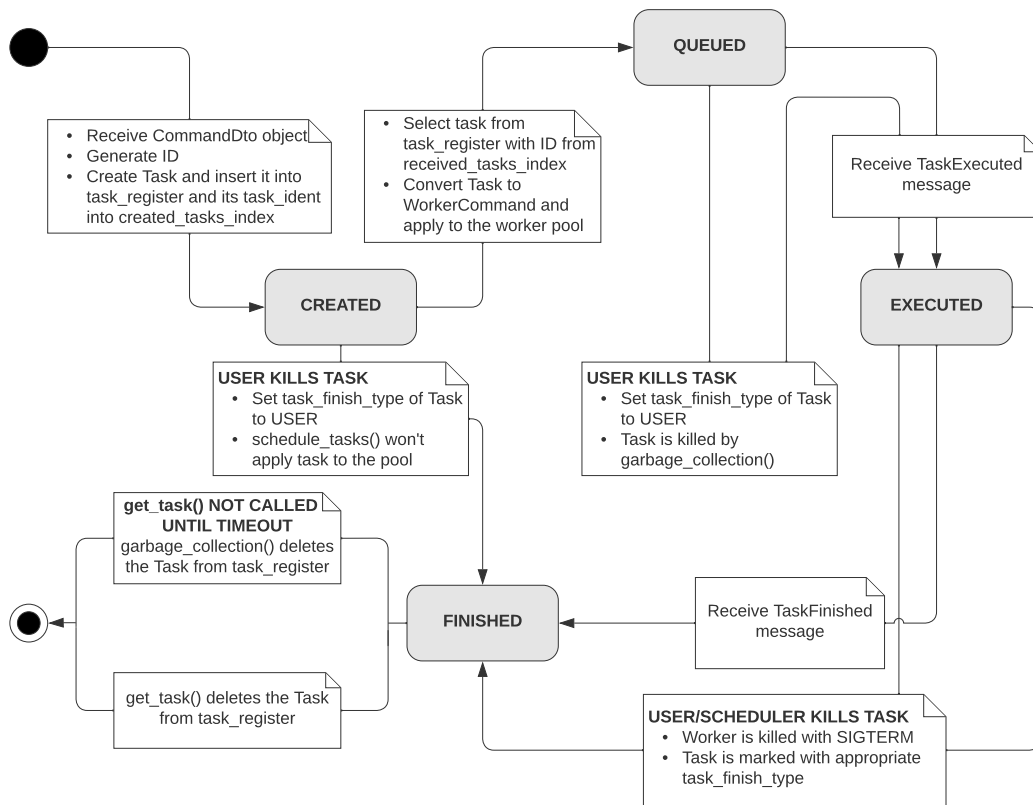 QUEUED
• Receive CommandDto object
• Generate ID
• Create Task and insert it into
task_register and its task_ident
into created_tasks_index
• Select task from
task_register with ID from
received_tasks_index
• Convert Task to
WorkerCommand and
apply to the worker pool
Receive TaskExecuted
message
CREATED
EXECUTED
USER KILLS TASK
• Set task_finish_type of Task
to USER
• schedule_tasks() won't
apply task to the pool
USER KILLS TASK
• Set task_finish_type of Task
to USER
• Task is killed by
garbage_collection()
get_task() NOT CALLED
UNTIL TIMEOUT
garbage_collection() deletes
the Task from task_register
FINISHED
Receive TaskFinished
message
get_task() deletes the Task
from task_register
USER/SCHEDULER KILLS TASK
• Worker is killed with SIGTERM
• Task is marked with appropriate
task_finish_type